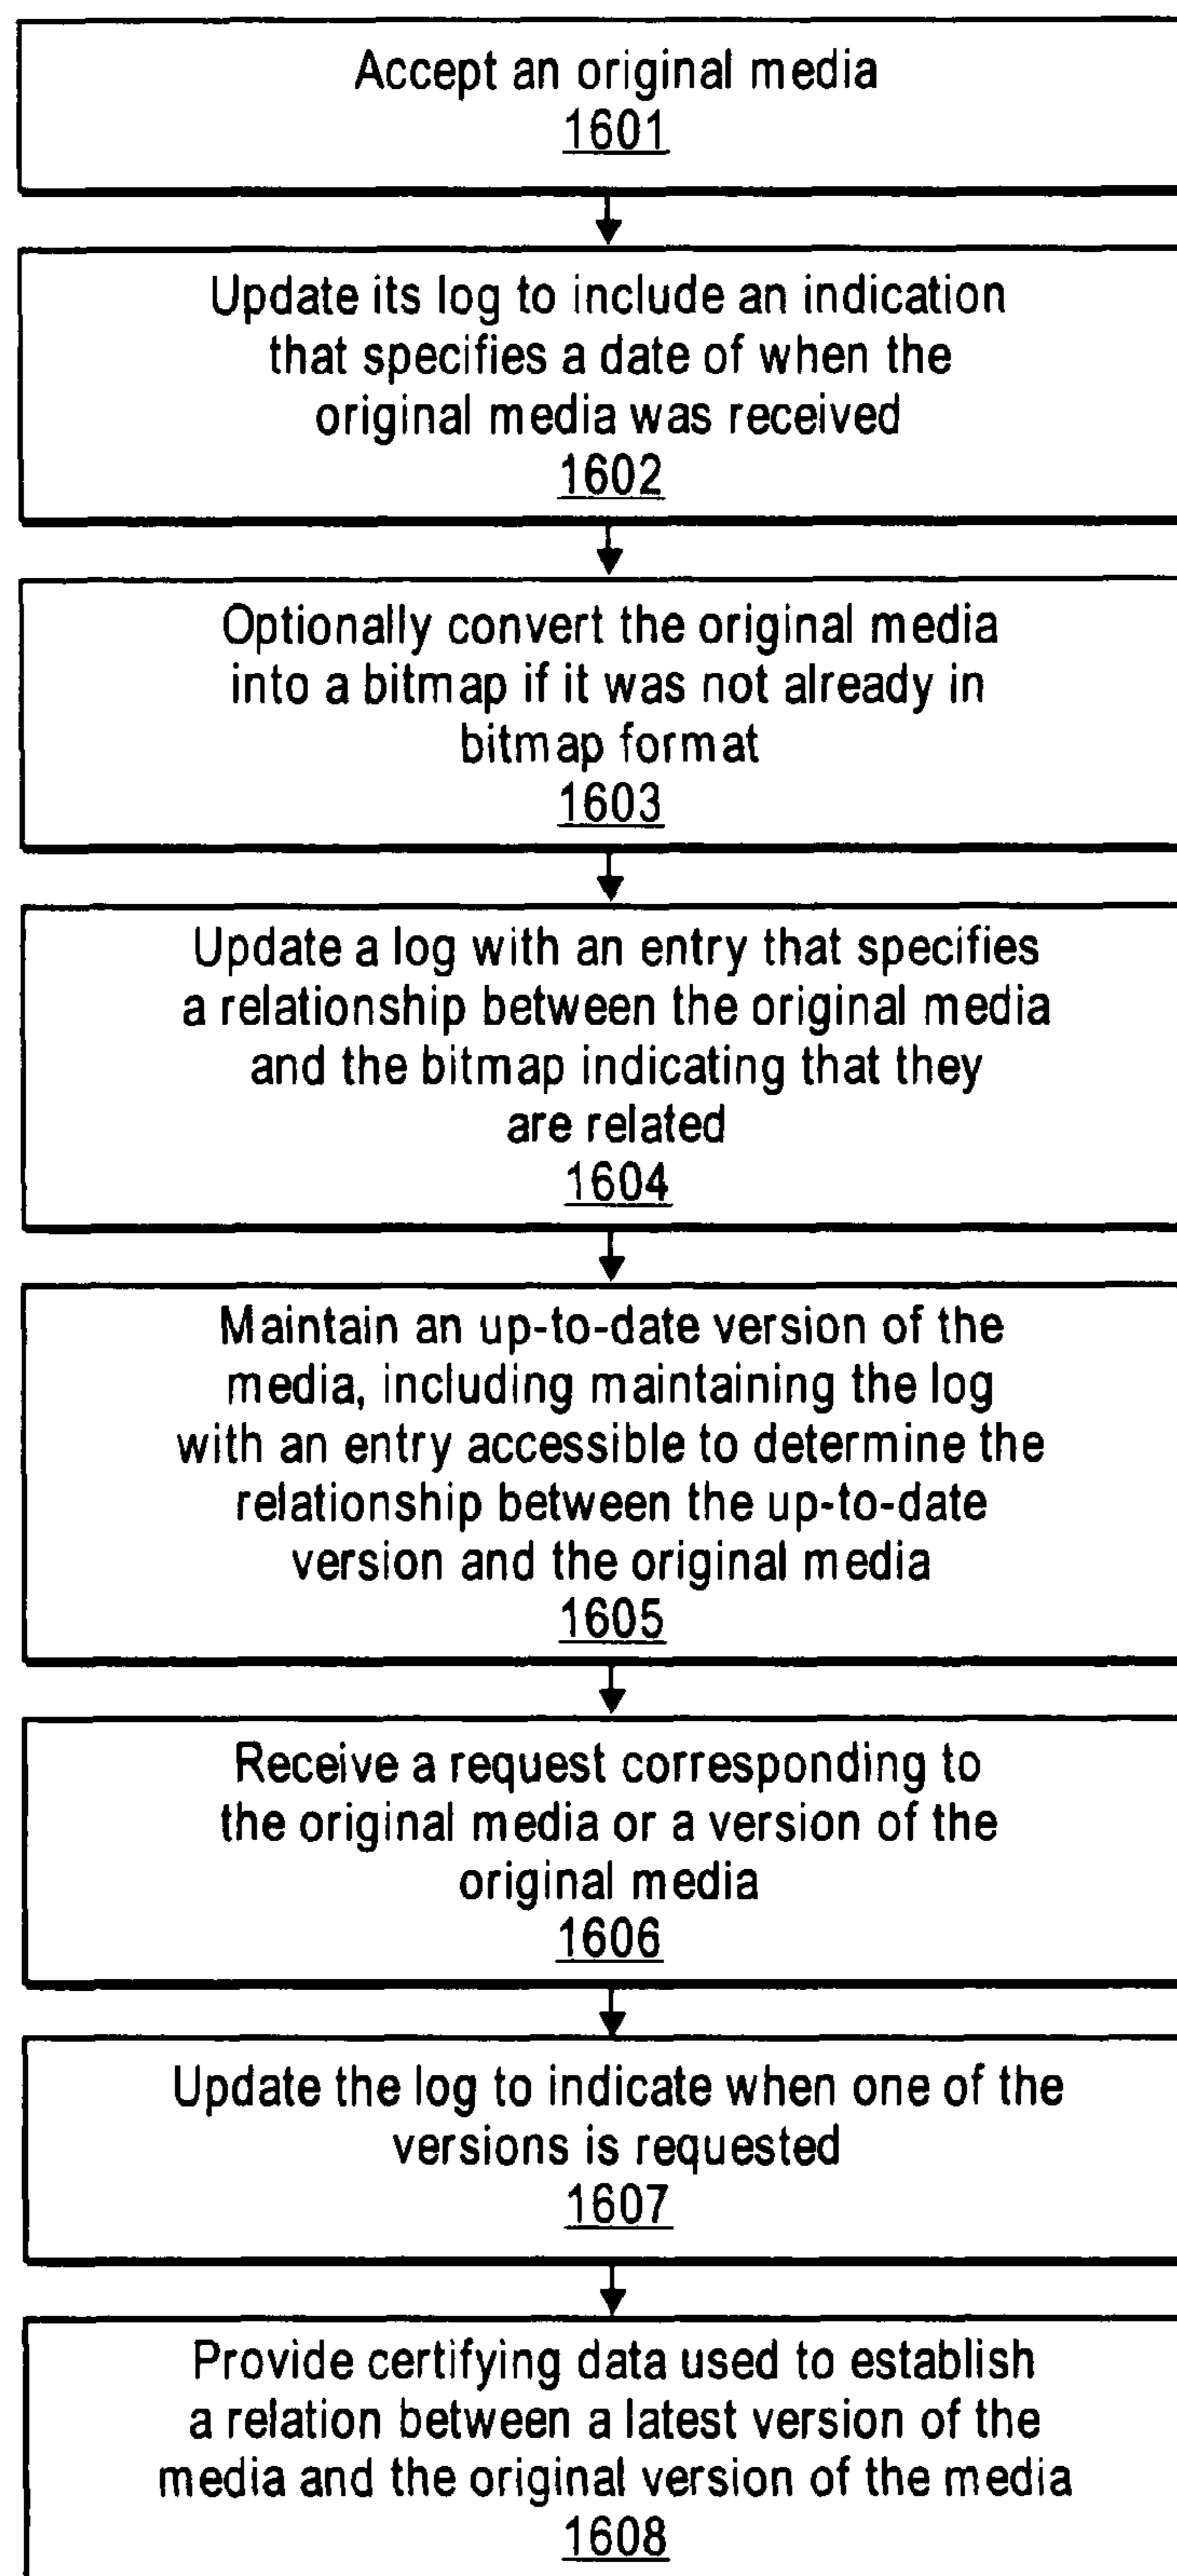 Accept an original media
1601
Update its log to include an indication
that specifies a date of when the
original media was received
1602
Optionally convert the original media
into a bitmap if it was not already in
bitmap format
1603
Update a log with an entry that specifies
a relationship between the original media
and the bitmap indicating that they
are related
1604
Maintain an up-to-date version of the
media, including maintaining the log
with an entry accessible to determine the
relationship between the up-to-date
version and the original media
1605
Receive a request corresponding to
the original media or a version of the
original media
1606
Update the log to indicate when one of the
versions is requested
1607
Provide certifying data used to establish
a relation between a latest version of the
media and the original version of the media
1608